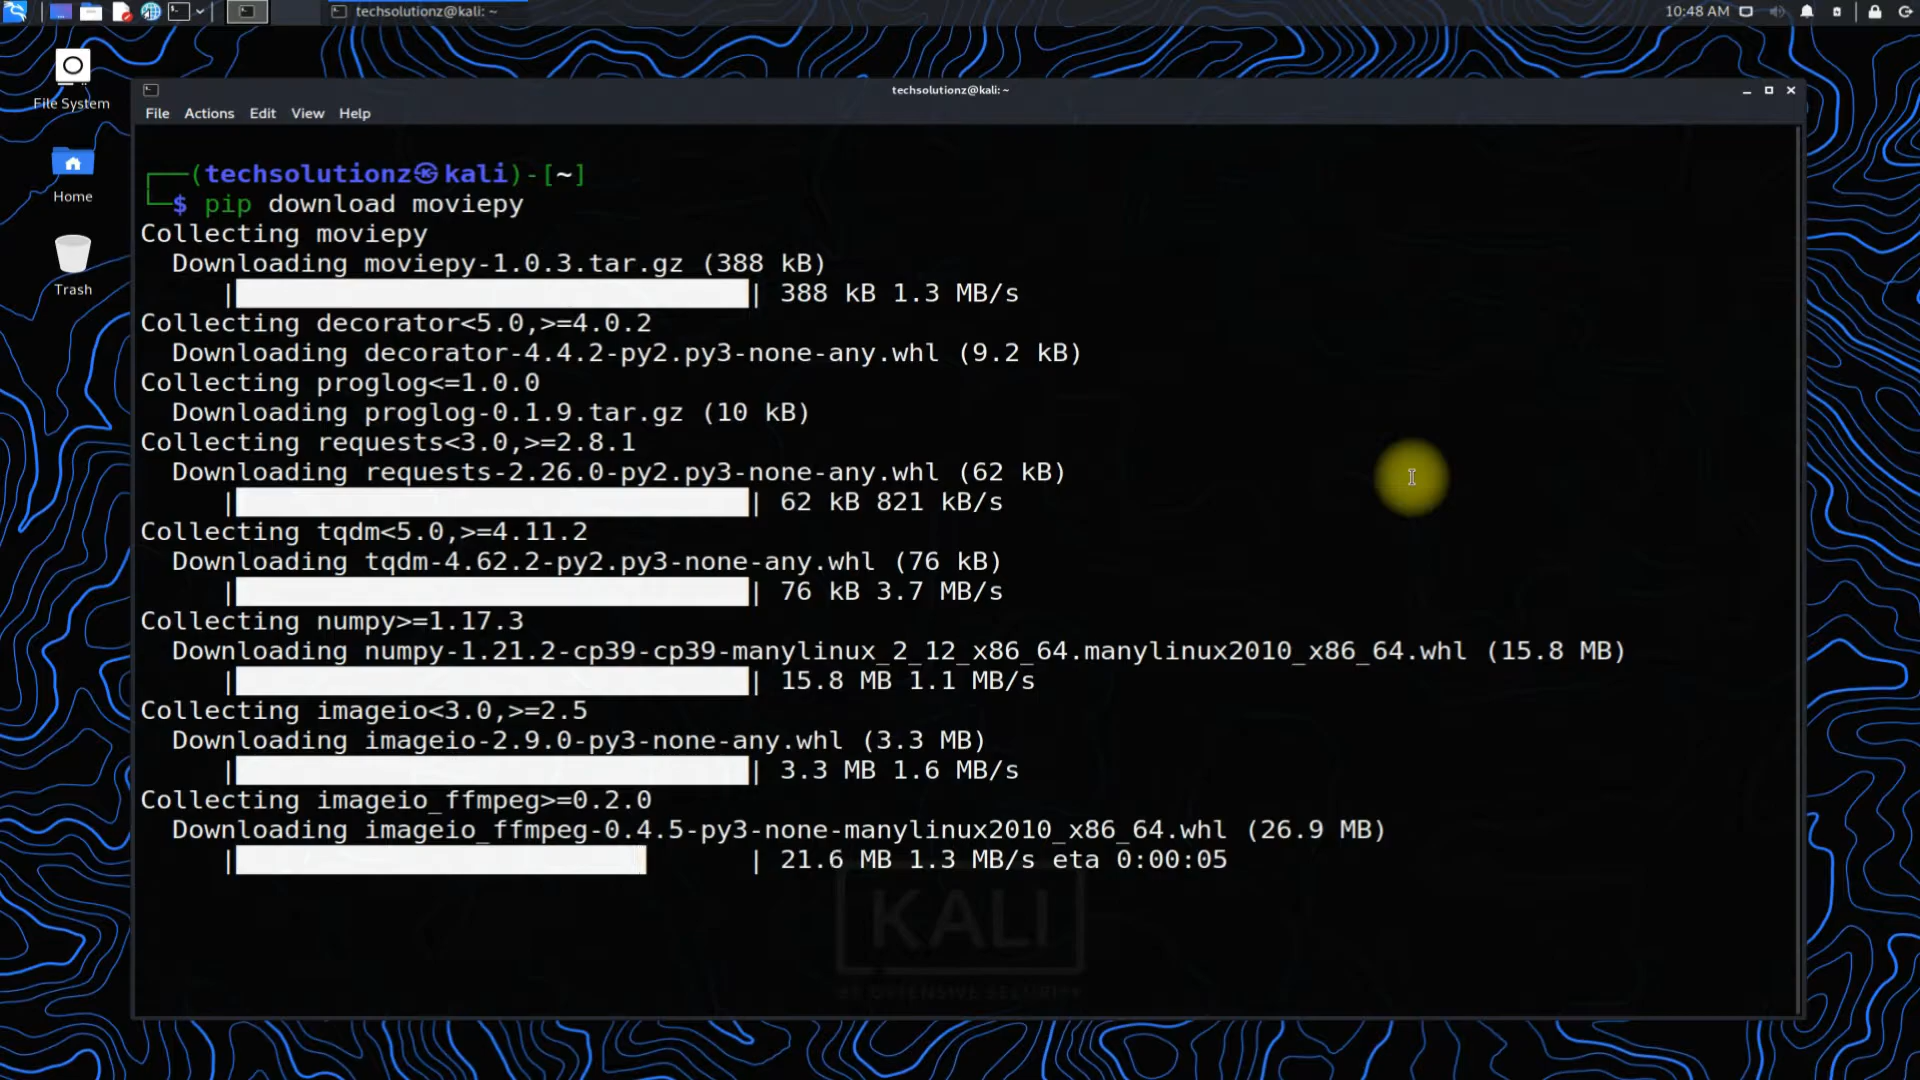 techsolutionz@kali: ~
10:48 AM
File System
Home
Trash
techsolutionz@kali: ~
File Actions Edit View Help
┌──(techsolutionz㉿kali)-[~]
└─$ pip download moviepy
Collecting moviepy
Downloading moviepy-1.0.3.tar.gz (388 kB)
|████████████████████████████████| 388 kB 1.3 MB/s
Collecting decorator<5.0,>=4.0.2
Downloading decorator-4.4.2-py2.py3-none-any.whl (9.2 kB)
Collecting proglog<=1.0.0
Downloading proglog-0.1.9.tar.gz (10 kB)
Collecting requests<3.0,>=2.8.1
Downloading requests-2.26.0-py2.py3-none-any.whl (62 kB)
|████████████████████████████████| 62 kB 821 kB/s
Collecting tqdm<5.0,>=4.11.2
Downloading tqdm-4.62.2-py2.py3-none-any.whl (76 kB)
|████████████████████████████████| 76 kB 3.7 MB/s
Collecting numpy>=1.17.3
Downloading numpy-1.21.2-cp39-cp39-manylinux_2_12_x86_64.manylinux2010_x86_64.whl (15.8 MB)
|████████████████████████████████| 15.8 MB 1.1 MB/s
Collecting imageio<3.0,>=2.5
Downloading imageio-2.9.0-py3-none-any.whl (3.3 MB)
|████████████████████████████████| 3.3 MB 1.6 MB/s
Collecting imageio_ffmpeg>=0.2.0
Downloading imageio_ffmpeg-0.4.5-py3-none-manylinux2010_x86_64.whl (26.9 MB)
|█████████████████████████▋      | 21.6 MB 1.3 MB/s eta 0:00:05
KALI
BY OFFENSIVE SECURITY